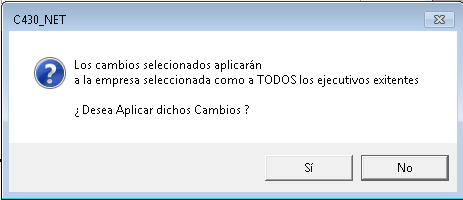 C430_NET
Los cambios selecionados aplicarán
a la empresa seleccionada como a TODOS los ejecutivos exitentes
¿ Desea Aplicar dichos Cambios ?
Sí
No